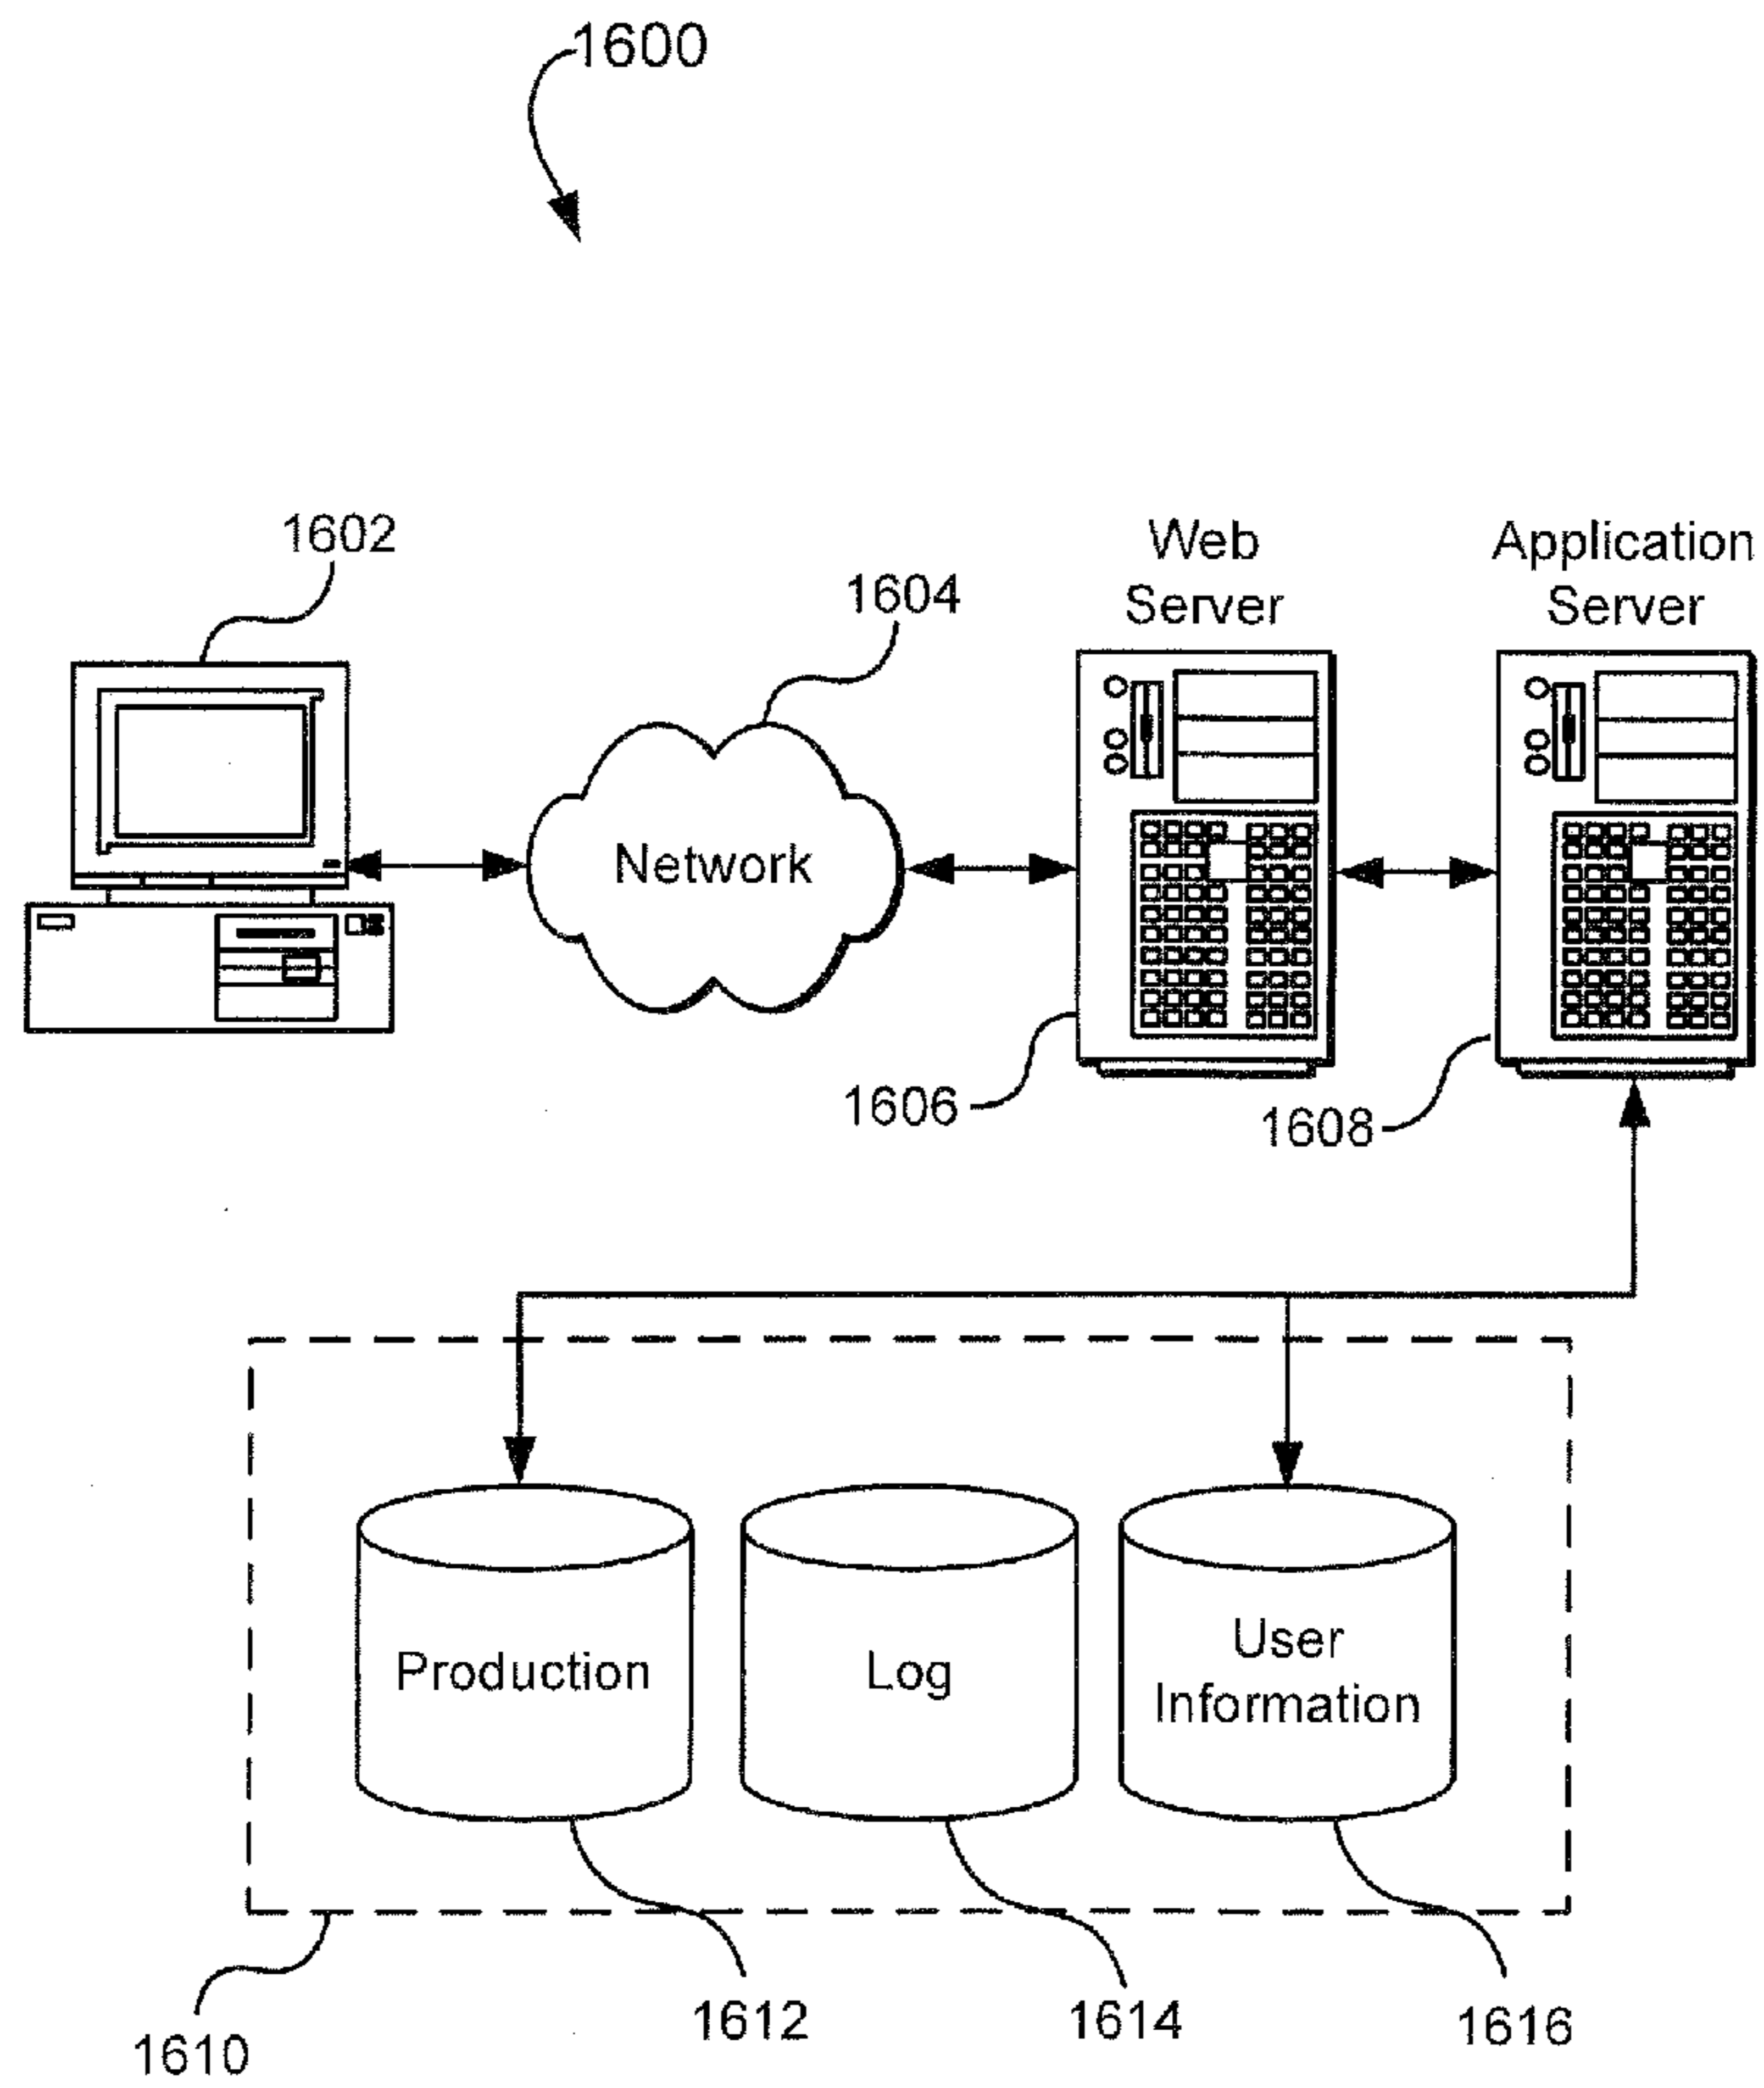 1600
1602
1604
Web
Server
Application
Server
Network
1606
1608
Production
Log
User
Information
1610
1612
1614
1616